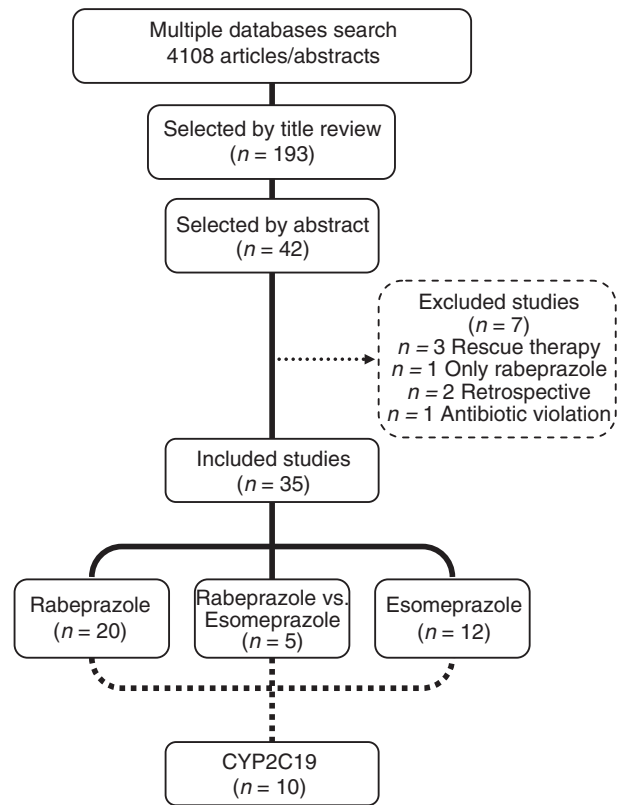 Multiple databases search
4108 articles/abstracts
Selected by title review
(n = 193)
Selected by abstract
(n = 42)
Excluded studies
(n = 7)
n = 3 Rescue therapy
n = 1 Only rabeprazole
n = 2 Retrospective
n = 1 Antibiotic violation
Included studies
(n = 35)
Rabeprazole
(n = 20)
Rabeprazole vs.
Esomeprazole
(n = 5)
Esomeprazole
(n = 12)
CYP2C19
(n = 10)